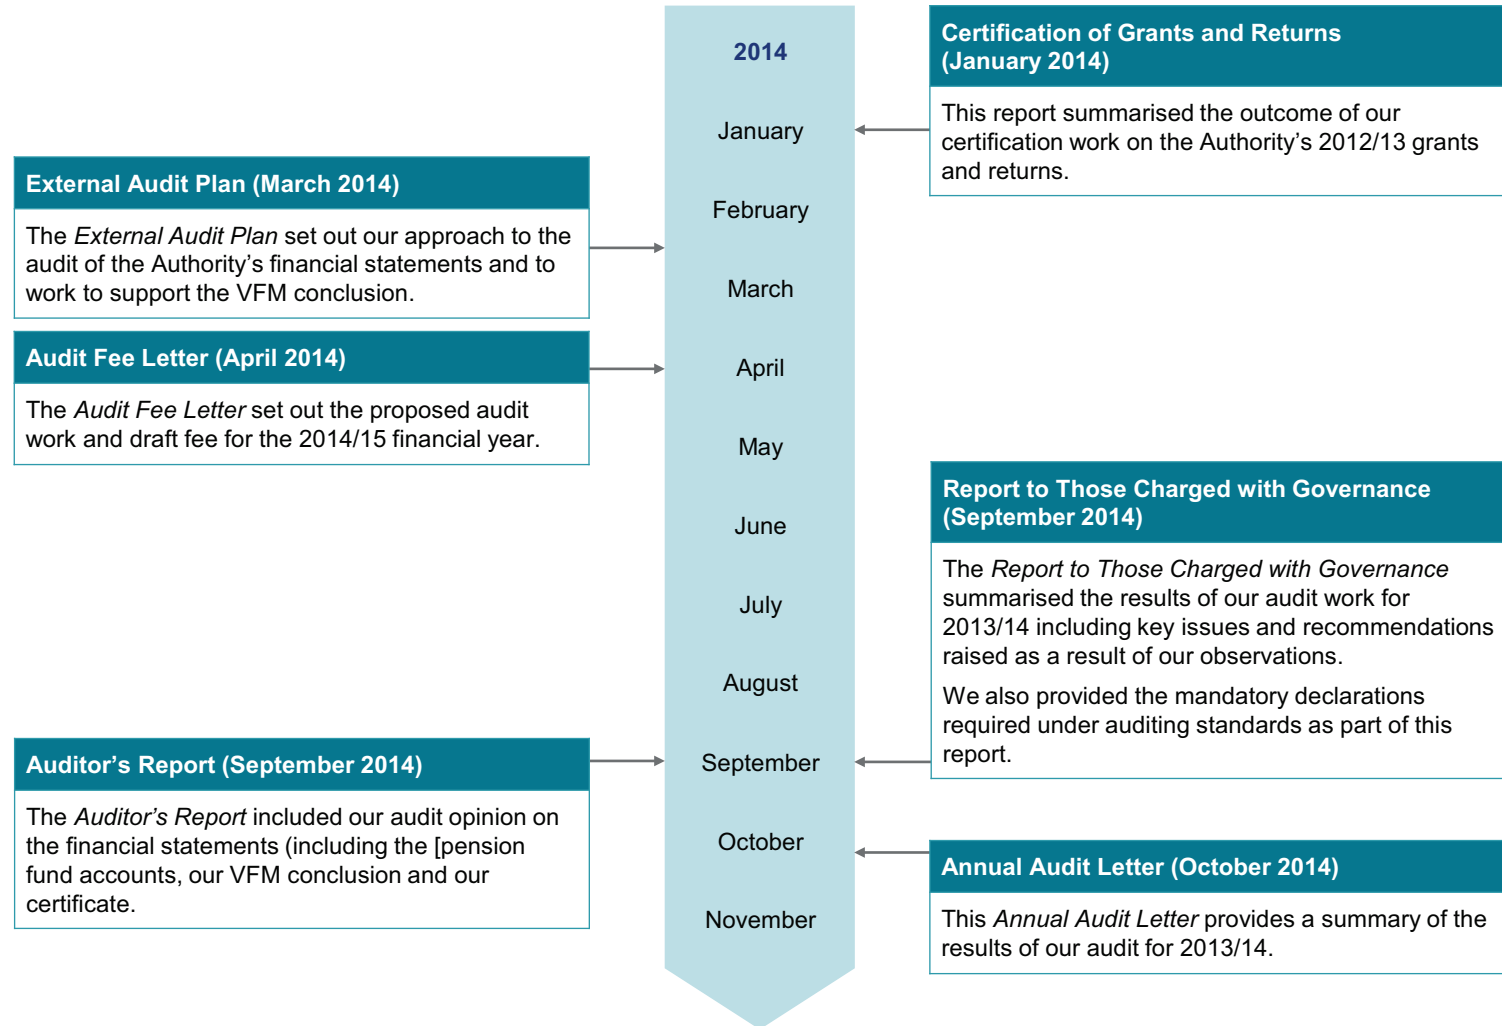 2014
January
February
March
April
May
June
July
August
September
October
November
External Audit Plan (March 2014)
The External Audit Plan set out our approach to the
audit of the Authority’s financial statements and to
work to support the VFM conclusion.
Audit Fee Letter (April 2014)
The Audit Fee Letter set out the proposed audit
work and draft fee for the 2014/15 financial year.
Auditor’s Report (September 2014)
The Auditor’s Report included our audit opinion on
the financial statements (including the [pension
fund accounts, our VFM conclusion and our
certificate.
Certification of Grants and Returns
(January 2014)
This report summarised the outcome of our
certification work on the Authority’s 2012/13 grants
and returns.
Report to Those Charged with Governance
(September 2014)
The Report to Those Charged with Governance
summarised the results of our audit work for
2013/14 including key issues and recommendations
raised as a result of our observations.
We also provided the mandatory declarations
required under auditing standards as part of this
report.
Annual Audit Letter (October 2014)
This Annual Audit Letter provides a summary of the
results of our audit for 2013/14.